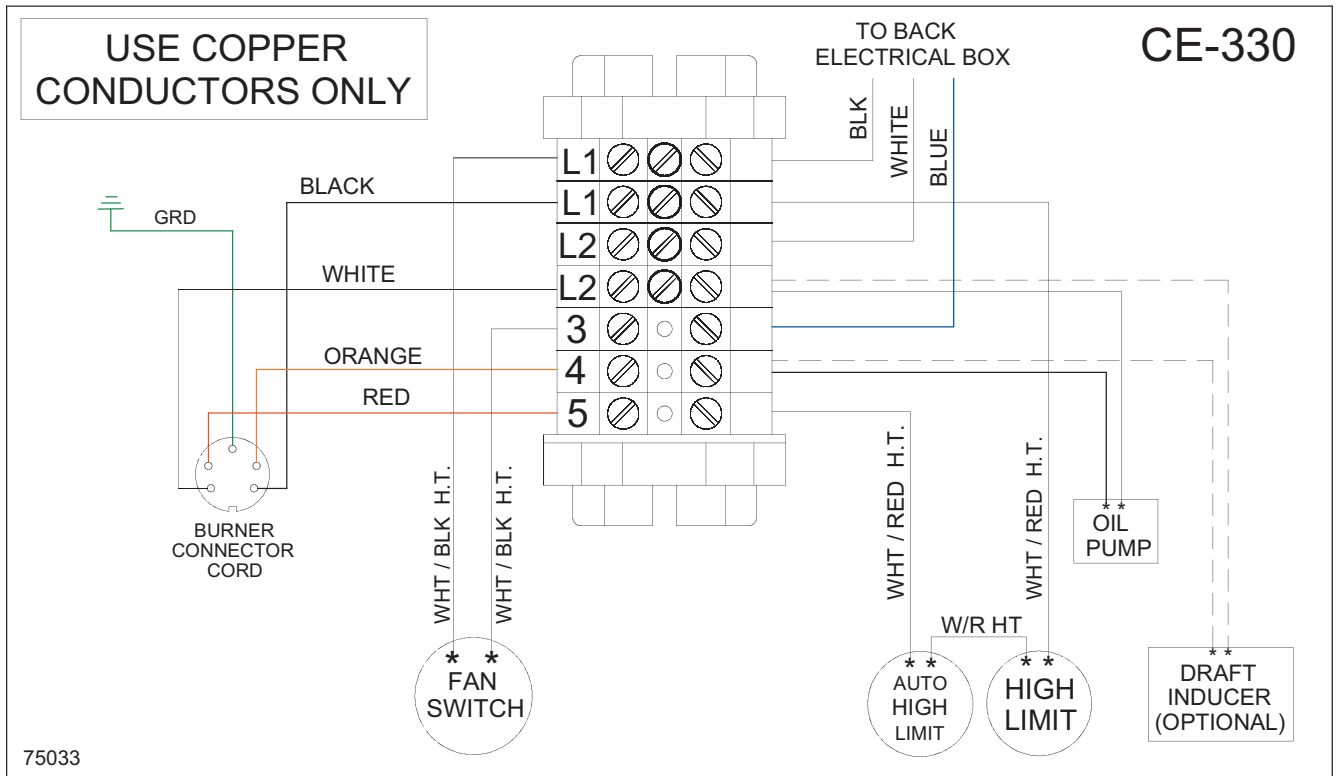 USE COPPER
CONDUCTORS ONLY
TO BACK
ELECTRICAL BOX
CE-330
BLK
WHITE
BLUE
L1
L1
L2
L2
3
4
5
BLACK
GRD
WHITE
ORANGE
RED
BURNER
CONNECTOR
CORD
WHT / BLK H.T.
WHT / BLK H.T.
WHT / RED H.T.
WHT / RED H.T.
* *
OIL
PUMP
W/R HT
* *
FAN
SWITCH
* *
AUTO
HIGH
LIMIT
* *
HIGH
LIMIT
* *
DRAFT
INDUCER
(OPTIONAL)
75033